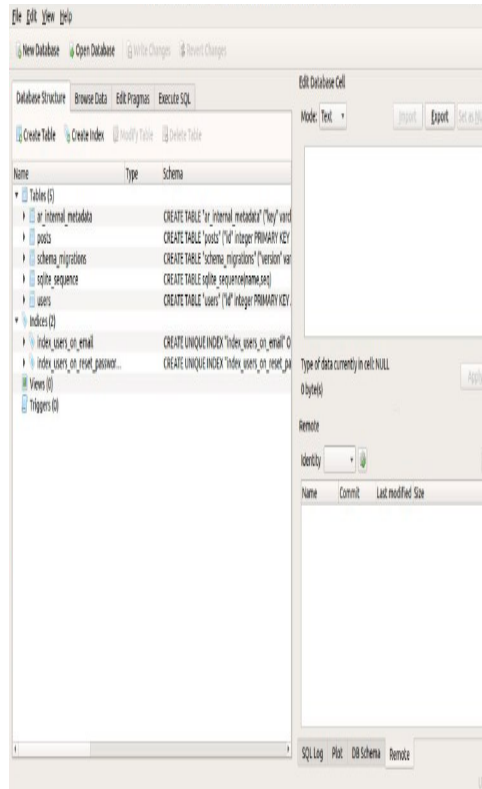 File Edit View Help
New Database Open Database Write Changes Revert Changes
Database Structure Browse Data Edit Pragmas Execute SQL
Create Table Create Index Modify Table Delete Table
Name Type Schema
Tables (5)
ar_internal_metadata CREATE TABLE "ar_internal_metadata" ("key" varch
posts CREATE TABLE "posts" ("id" integer PRIMARY KEY
schema_migrations CREATE TABLE "schema_migrations" ("version" var
sqlite_sequence CREATE TABLE sqlite_sequence(name,seq)
users CREATE TABLE "users" ("id" integer PRIMARY KEY
Indices (2)
index_users_on_email CREATE UNIQUE INDEX "index_users_on_email" O
index_users_on_reset_passwor... CREATE UNIQUE INDEX "index_users_on_reset_pa
Views (0)
Triggers (0)
Edit Database Cell
Mode: Text Import Export Set as
Type of data currently in cell: NULL
0 byte(s)
Apply
Remote
Identity
Name Commit Last modified Size
SQL Log Plot DB Schema Remote